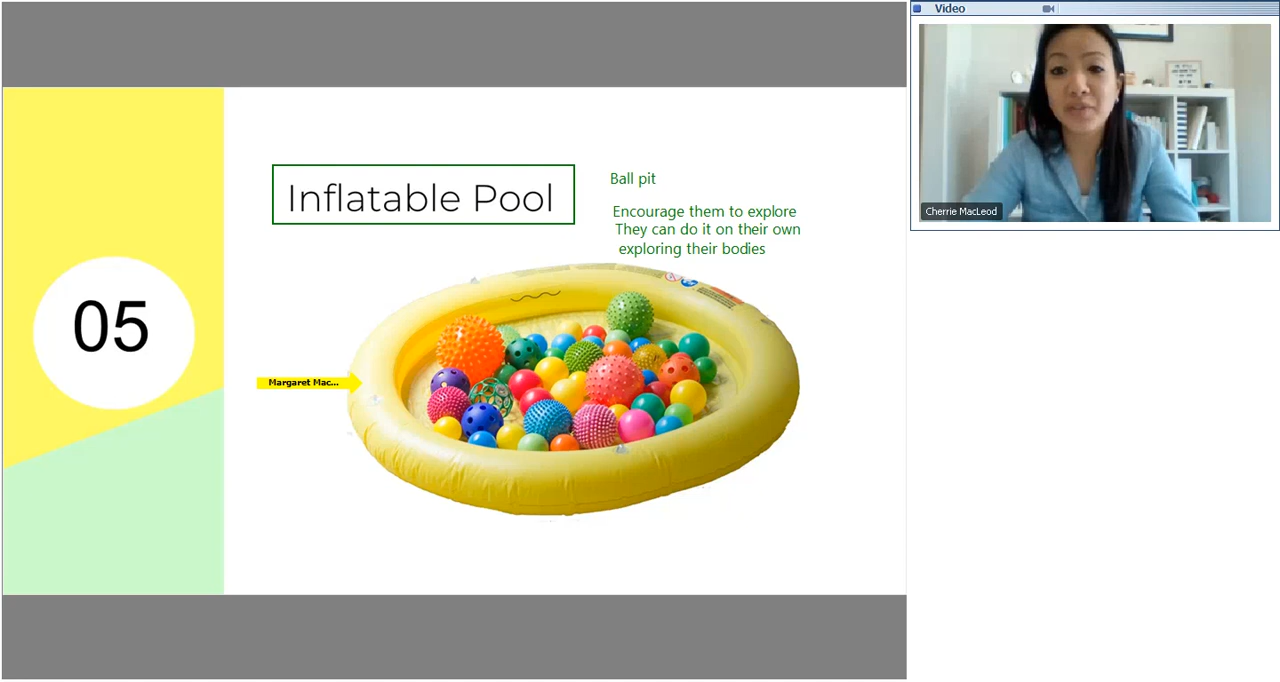 Video
Cherrie MacLeod
05
Inflatable Pool
Ball pit
Encourage them to explore
They can do it on their own
exploring their bodies
Margaret Mac...